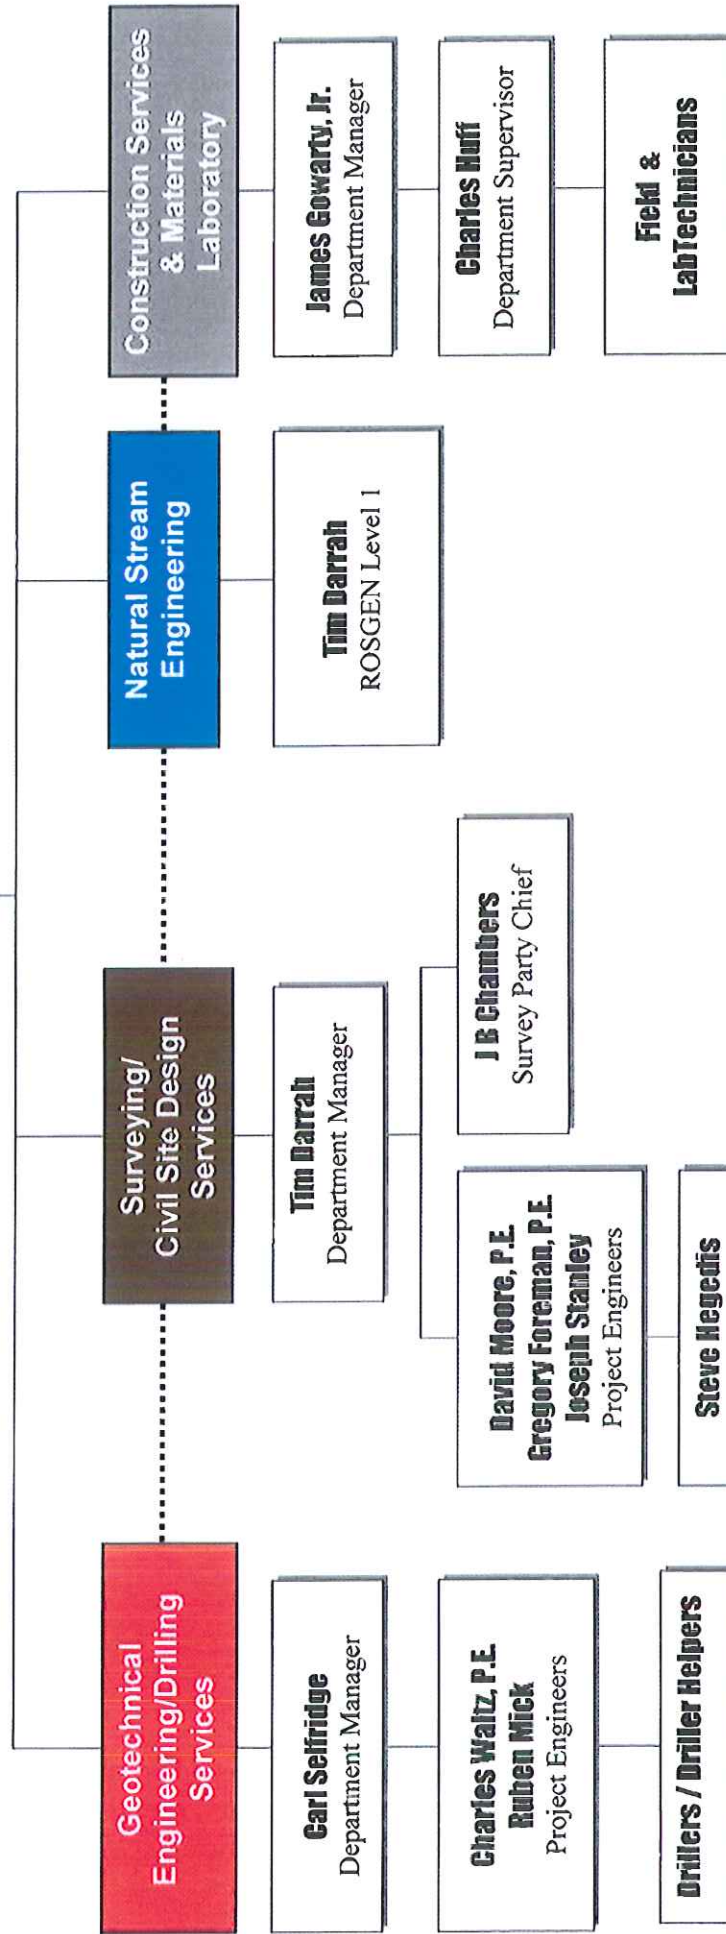 Geotechnical
Engineering/Drilling
Services
Carl Selfridge
Department Manager
Charles Waltz, P.E.
Ruben Mick
Project Engineers
Drillers / Driller Helpers
Surveying/
Civil Site Design
Services
Tim Darrah
Department Manager
David Moore, P.E.
Gregory Foreman, P.E.
Joseph Stanley
Project Engineers
Steve Hegedis
J B Chambers
Survey Party Chief
Natural Stream
Engineering
Tim Darrah
ROSGEN Level 1
Construction Services
& Materials
Laboratory
James Gowarty, Jr.
Department Manager
Charles Huff
Department Supervisor
Field &
LabTechnicians